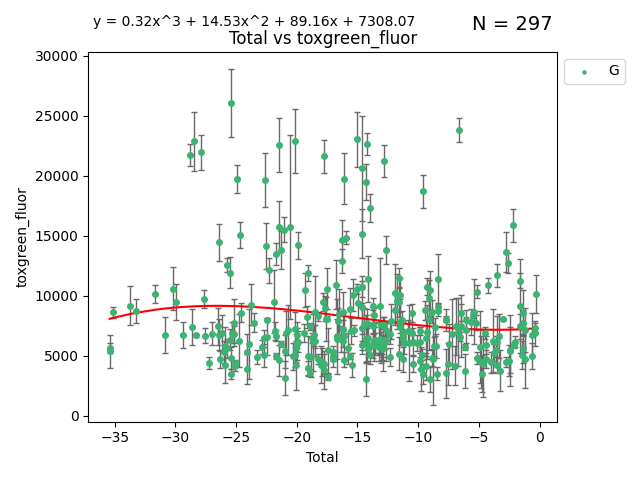 y = 0.32x^3 + 14.53x^2 + 89.16x + 7308.07
N = 297
Total vs toxgreen_fluor
G
30000
25000
20000
15000
10000
5000
0
toxgreen_fluor
−35 −30 −25 −20 −15 −10 −5 0
Total